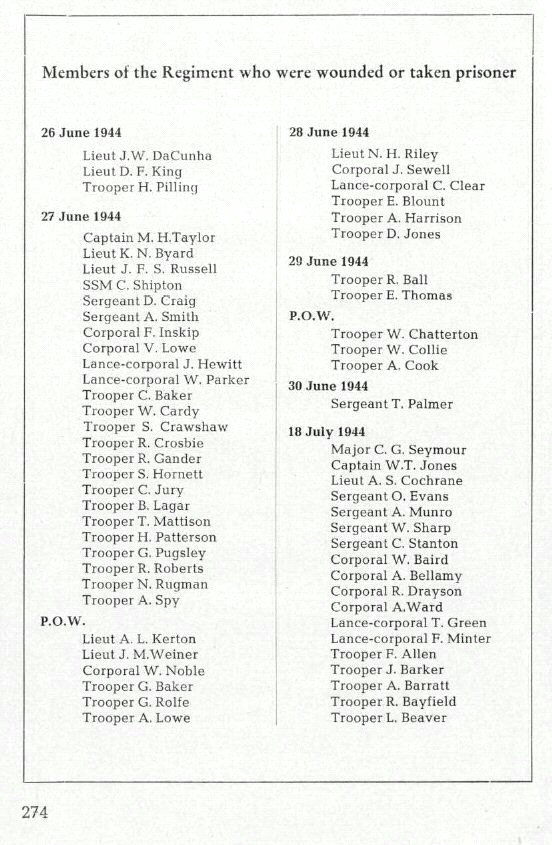 Members of the Regiment who were wounded or taken prisoner
26 June 1944
Lieut J.W. DaCunha
Lieut D. F. King
Trooper H. Pilling
27 June 1944
Captain M. H.Taylor
Lieut K. N. Byard
Lieut J. F. S. Russell
SSM C. Shipton
Sergeant D. Craig
Sergeant A. Smith
Corporal F. Inskip
Corporal V. Lowe
Lance-corporal J. Hewitt
Lance-corporal W. Parker
Trooper C. Baker
Trooper W. Cardy
Trooper S. Crawshaw
Trooper R. Crosbie
Trooper R. Gander
Trooper S. Hornett
Trooper C. Jury
Trooper B. Lagar
Trooper T. Mattison
Trooper H. Patterson
Trooper G. Pugsley
Trooper R. Roberts
Trooper N. Rugman
Trooper A. Spy
P.O.W.
Lieut A. L. Kerton
Lieut J. M.Weiner
Corporal W. Noble
Trooper G. Baker
Trooper G. Rolfe
Trooper A. Lowe
28 June 1944
Lieut N. H. Riley
Corporal J. Sewell
Lance-corporal C. Clear
Trooper E. Blount
Trooper A. Harrison
Trooper D. Jones
29 June 1944
Trooper R. Ball
Trooper E. Thomas
P.O.W.
Trooper W. Chatterton
Trooper W. Collie
Trooper A. Cook
30 June 1944
Sergeant T. Palmer
18 July 1944
Major C. G. Seymour
Captain W.T. Jones
Lieut A. S. Cochrane
Sergeant O. Evans
Sergeant A. Munro
Sergeant W. Sharp
Sergeant C. Stanton
Corporal W. Baird
Corporal A. Bellamy
Corporal R. Drayson
Corporal A.Ward
Lance-corporal T. Green
Lance-corporal F. Minter
Trooper F. Allen
Trooper J. Barker
Trooper A. Barratt
Trooper R. Bayfield
Trooper L. Beaver
274